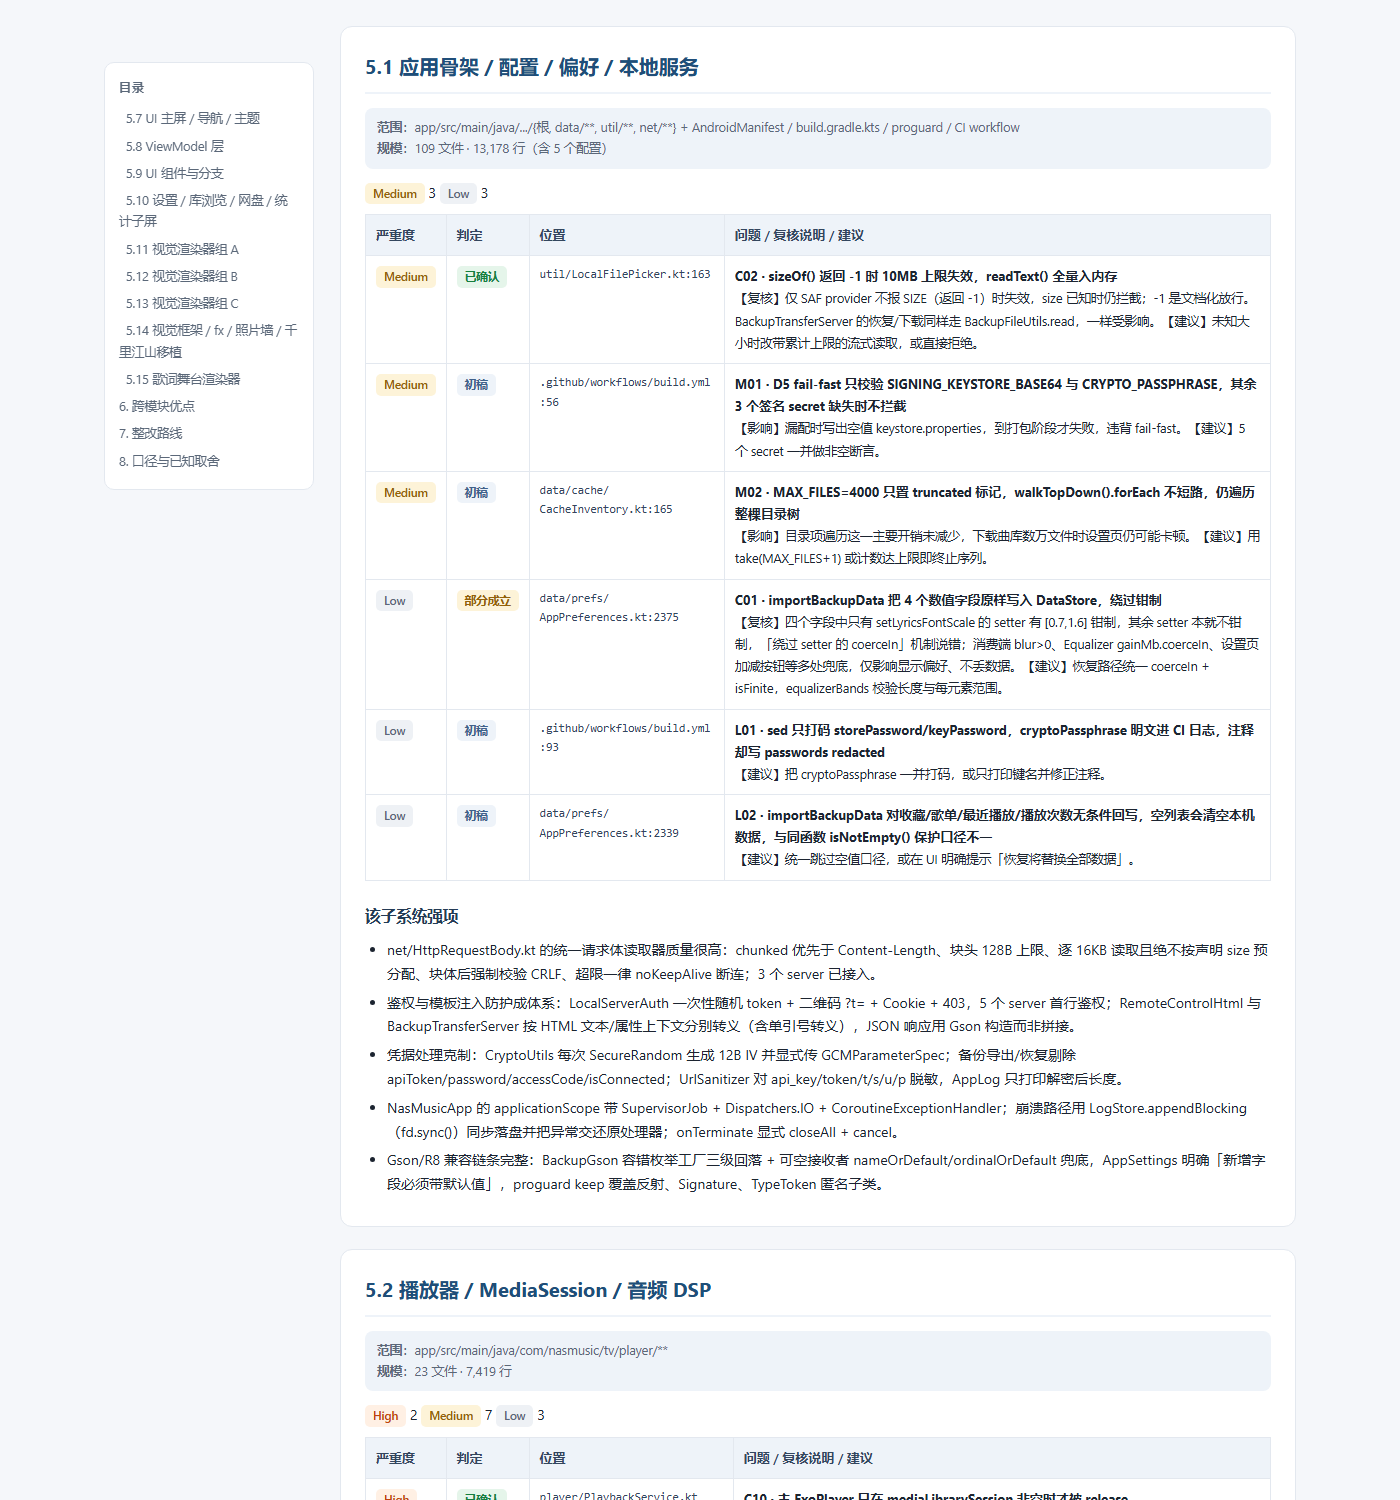 目录
5.7 UI 主屏 / 导航 / 主题
5.8 ViewModel 层
5.9 UI 组件与分支
5.10 设置 / 库浏览 / 网盘 / 统
计子屏
5.11 视觉渲染器组 A
5.12 视觉渲染器组 B
5.13 视觉渲染器组 C
5.14 视觉框架 / fx / 照片墙 / 千
里江山移植
5.15 歌词舞台渲染器
6. 跨模块优点
7. 整改路线
8. 口径与已知取舍
5.1 应用骨架 / 配置 / 偏好 / 本地服务
范围：app/src/main/java/.../{根, data/**, util/**, net/**} + AndroidManifest / build.gradle.kts / proguard / CI workflow
规模：109 文件 · 13,178 行（含 5 个配置）
Medium 3 Low 3
严重度 判定 位置 问题 / 复核说明 / 建议
Medium 已确认 util/LocalFilePicker.kt:163 C02 · sizeOf() 返回 -1 时 10MB 上限失效，readText() 全量入内存
【复核】仅 SAF provider 不报 SIZE（返回 -1）时失效，size 已知时仍拦截；-1 是文档化放行。
BackupTransferServer 的恢复/下载同样走 BackupFileUtils.read，一样受影响。【建议】未知大
小时改带累计上限的流式读取，或直接拒绝。
Medium 初稿 .github/workflows/build.yml M01 · D5 fail-fast 只校验 SIGNING_KEYSTORE_BASE64 与 CRYPTO_PASSPHRASE，其余
:56 3 个签名 secret 缺失时不拦截
【影响】漏配时写出空值 keystore.properties，到打包阶段才失败，违背 fail-fast。【建议】5
个 secret 一并做非空断言。
Medium 初稿 data/cache/ M02 · MAX_FILES=4000 只置 truncated 标记，walkTopDown().forEach 不短路，仍遍历
CacheInventory.kt:165 整棵目录树
【影响】目录项遍历这一主要开销未减少，下载曲库数万文件时设置页仍可能卡顿。【建议】用
take(MAX_FILES+1) 或计数达上限即终止序列。
Low 部分成立 data/prefs/ C01 · importBackupData 把 4 个数值字段原样写入 DataStore，绕过钳制
AppPreferences.kt:2375 【复核】四个字段中只有 setLyricsFontScale 的 setter 有 [0.7,1.6] 钳制，其余 setter 本就不钳
制，「绕过 setter 的 coerceIn」机制说错；消费端 blur>0、Equalizer gainMb.coerceIn、设置页
加减按钮等多处兜底，仅影响显示偏好、不丢数据。【建议】恢复路径统一 coerceIn +
isFinite，equalizerBands 校验长度与每元素范围。
Low 初稿 .github/workflows/build.yml L01 · sed 只打码 storePassword/keyPassword，cryptoPassphrase 明文进 CI 日志，注释
:93 却写 passwords redacted
【建议】把 cryptoPassphrase 一并打码，或只打印键名并修正注释。
Low 初稿 data/prefs/ L02 · importBackupData 对收藏/歌单/最近播放/播放次数无条件回写，空列表会清空本机
AppPreferences.kt:2339 数据，与同函数 isNotEmpty() 保护口径不一
【建议】统一跳过空值口径，或在 UI 明确提示「恢复将替换全部数据」。
该子系统强项
net/HttpRequestBody.kt 的统一请求体读取器质量很高：chunked 优先于 Content-Length、块头 128B 上限、逐 16KB 读取且绝不按声明 size 预
分配、块体后强制校验 CRLF、超限一律 noKeepAlive 断连；3 个 server 已接入。
鉴权与模板注入防护成体系：LocalServerAuth 一次性随机 token + 二维码 ?t= + Cookie + 403，5 个 server 首行鉴权；RemoteControlHtml 与
BackupTransferServer 按 HTML 文本/属性上下文分别转义（含单引号转义），JSON 响应用 Gson 构造而非拼接。
凭据处理克制：CryptoUtils 每次 SecureRandom 生成 12B IV 并显式传 GCMParameterSpec；备份导出/恢复剔除
apiToken/password/accessCode/isConnected；UrlSanitizer 对 api_key/token/t/s/u/p 脱敏，AppLog 只打印解密后长度。
NasMusicApp 的 applicationScope 带 SupervisorJob + Dispatchers.IO + CoroutineExceptionHandler；崩溃路径用 LogStore.appendBlocking
（fd.sync()）同步落盘并把异常交还原处理器；onTerminate 显式 closeAll + cancel。
Gson/R8 兼容链条完整：BackupGson 容错枚举工厂三级回落 + 可空接收者 nameOrDefault/ordinalOrDefault 兜底，AppSettings 明确「新增字
段必须带默认值」，proguard keep 覆盖反射、Signature、TypeToken 匿名子类。
5.2 播放器 / MediaSession / 音频 DSP
范围：app/src/main/java/com/nasmusic/tv/player/**
规模：23 文件 · 7,419 行
High 2 Medium 7 Low 3
严重度 判定 位置 问题 / 复核说明 / 建议
High 已确认 player/PlaybackService.kt C10 · 主 ExoPlayer 只在 mediaLibrarySession 非空时才被 release